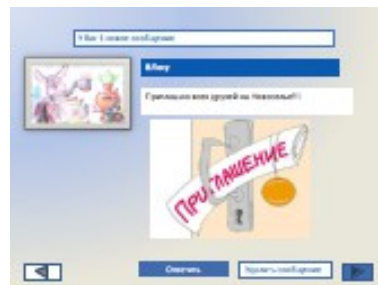 У Вас 1 новое сообщение
Приглашаю всех друзей на Новоселье!!!
ПРИГЛАШЕНИЕ
Ответить
Удалить сообщение